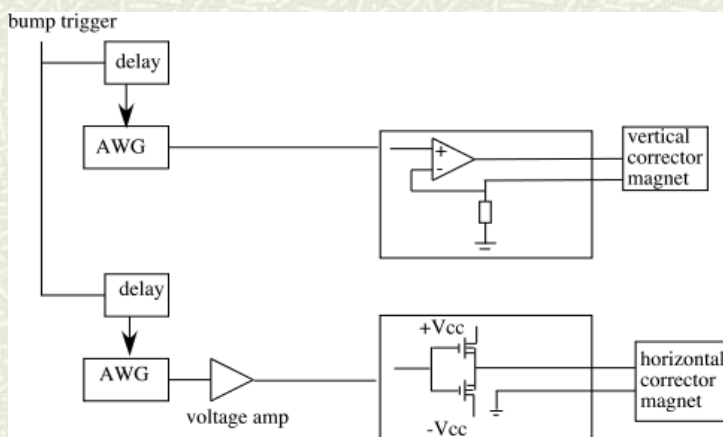 bump trigger
delay
AWG
+
-
vertical
corrector
magnet
delay
AWG
voltage amp
+Vcc
-Vcc
horizontal
corrector
magnet